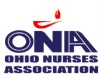 ONA
OHIO NURSES
ASSOCIATION